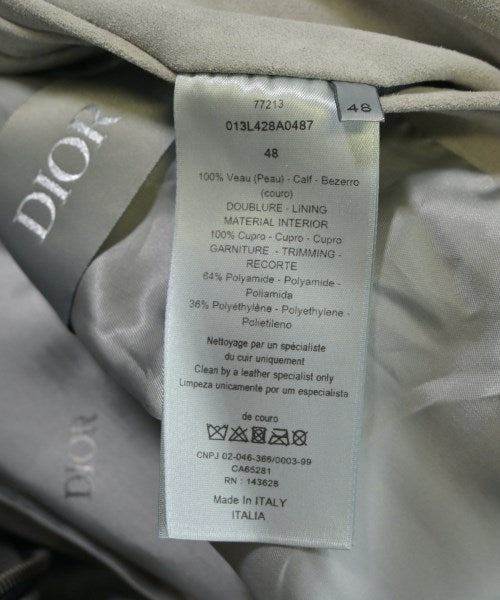 DIOR
48
77213
013L428A0487
48
100% Veau (Peau) - Calf - Bezerro
(couro)
DOUBLURE - LINING
MATERIAL INTERIOR
100% Cupro - Cupro - Cupro
GARNITURE - TRIMMING -
RECORTE
64% Polyamide - Polyamide -
Poliamida
36% Polyéthylène - Polyethylene -
Polietileno
Nettoyage par un spécialiste
du cuir uniquement
Clean by a leather specialist only
Limpeza unicamente por um especialista
de couro
CNPJ 02-046-366/0003-99
CA65281
RN : 143628
Made in ITALY
ITALIA
DIOR